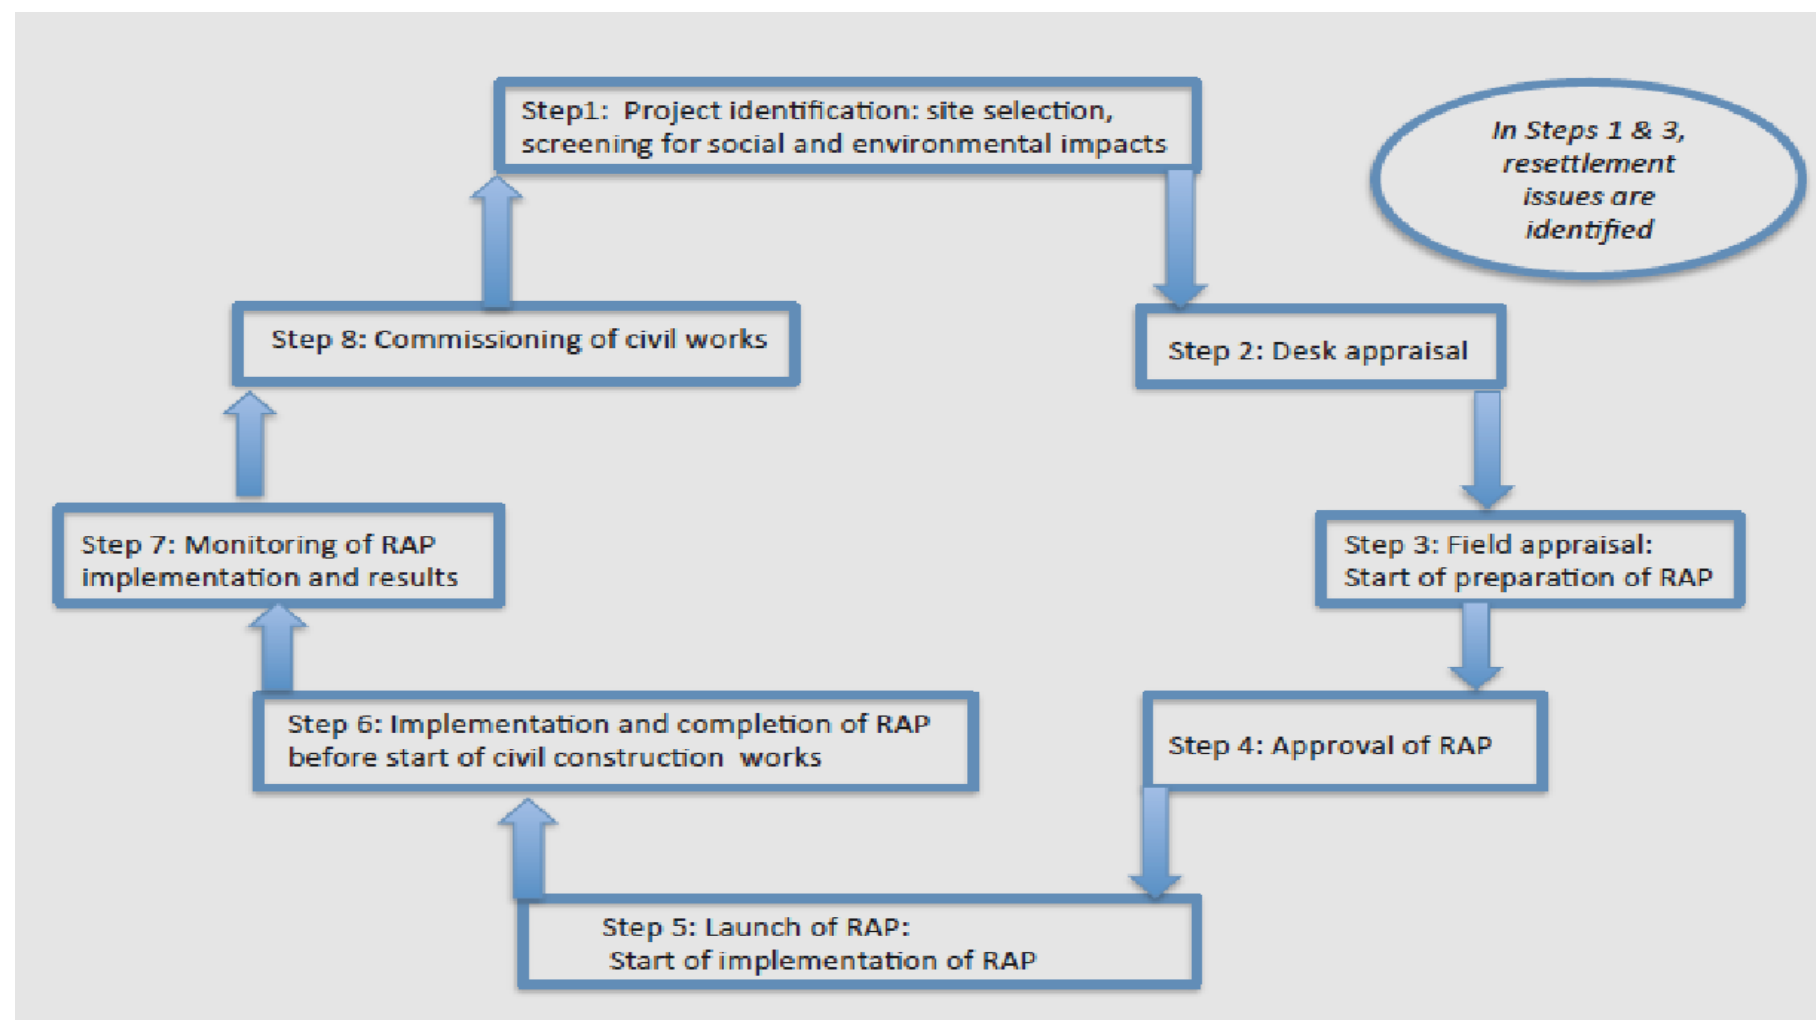 Step1:  Project identification: site selection,
screening for social and environmental impacts
In Steps 1 & 3,
resettlement
issues are
identified
Step 2: Desk appraisal
Step 3: Field appraisal:
Start of preparation of RAP
Step 4: Approval of RAP
Step 5: Launch of RAP:
Start of implementation of RAP
Step 6: Implementation and completion of RAP
before start of civil construction  works
Step 7: Monitoring of RAP
implementation and results
Step 8: Commissioning of civil works